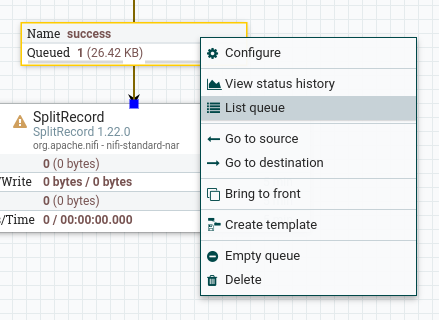 Name success
Queued 1 (26.42 KB)
Configure
View status history
List queue
Go to source
Go to destination
Bring to front
Create template
Empty queue
Delete
SplitRecord
SplitRecord 1.22.0
org.apache.nifi - nifi-standard-nar
0 (0 bytes)
/Write 0 bytes / 0 bytes
0 (0 bytes)
s/Time 0 / 00:00:00.000